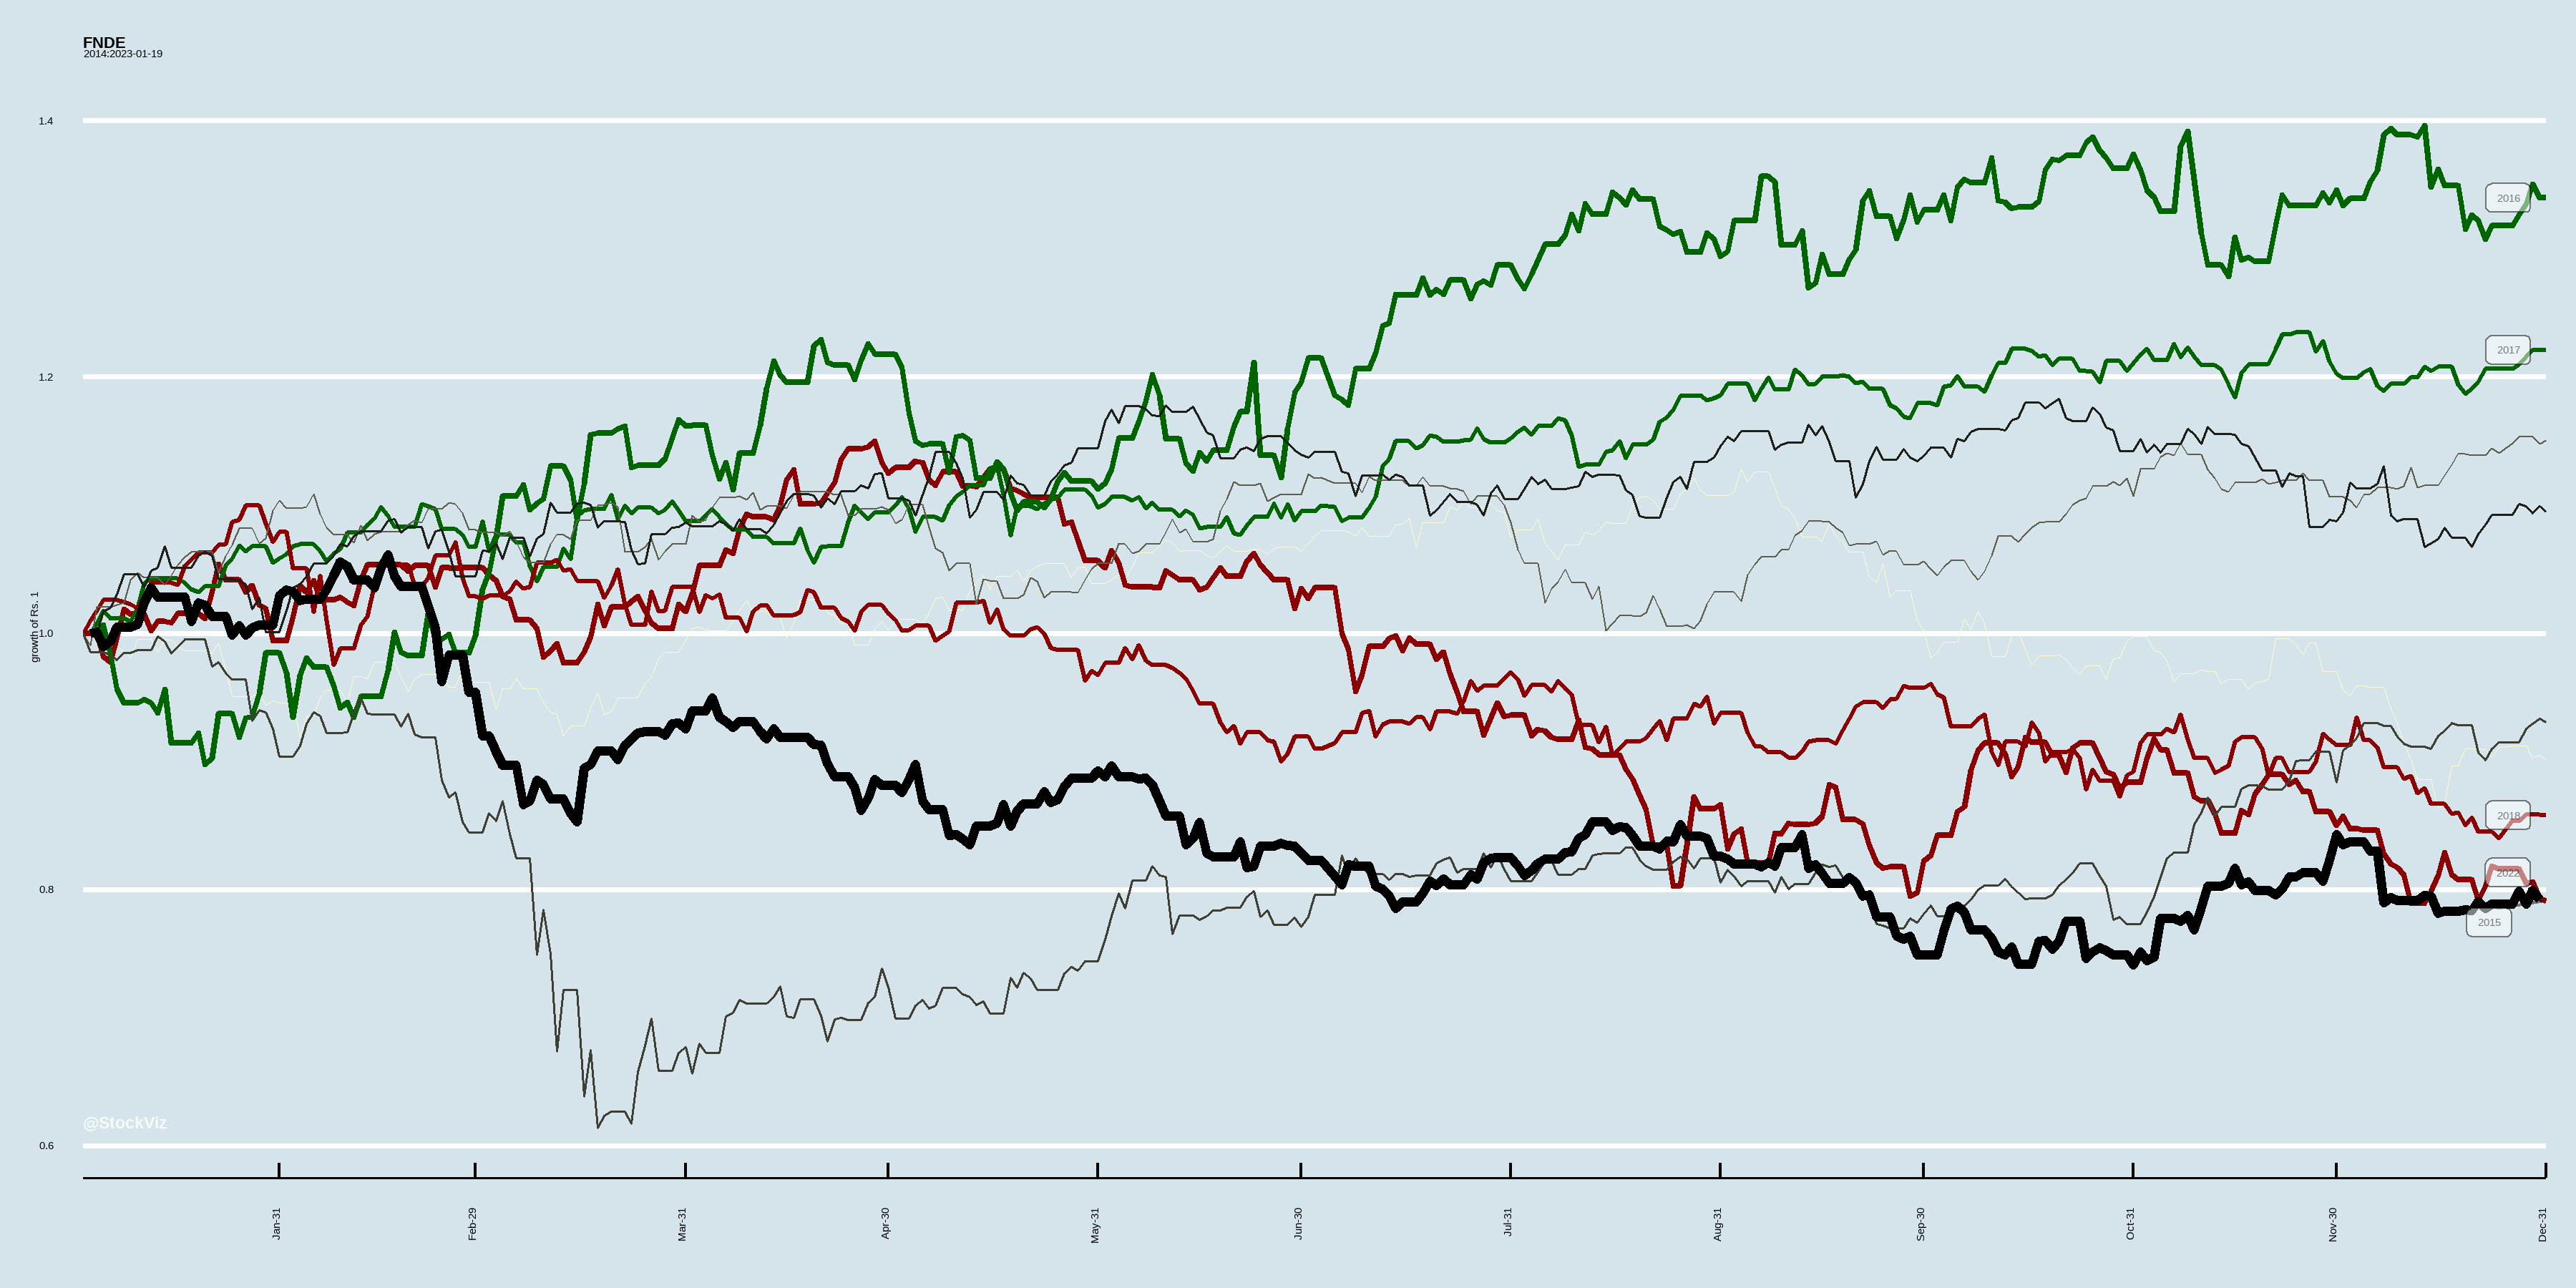 FNDE
2014:2023-01-19
1.4
1.2
1.0
0.8
0.6
growth of Rs. 1
2016
2017
2018
2022
2015
@StockViz
Jan-31
Feb-29
Mar-31
Apr-30
May-31
Jun-30
Jul-31
Aug-31
Sep-30
Oct-31
Nov-30
Dec-31